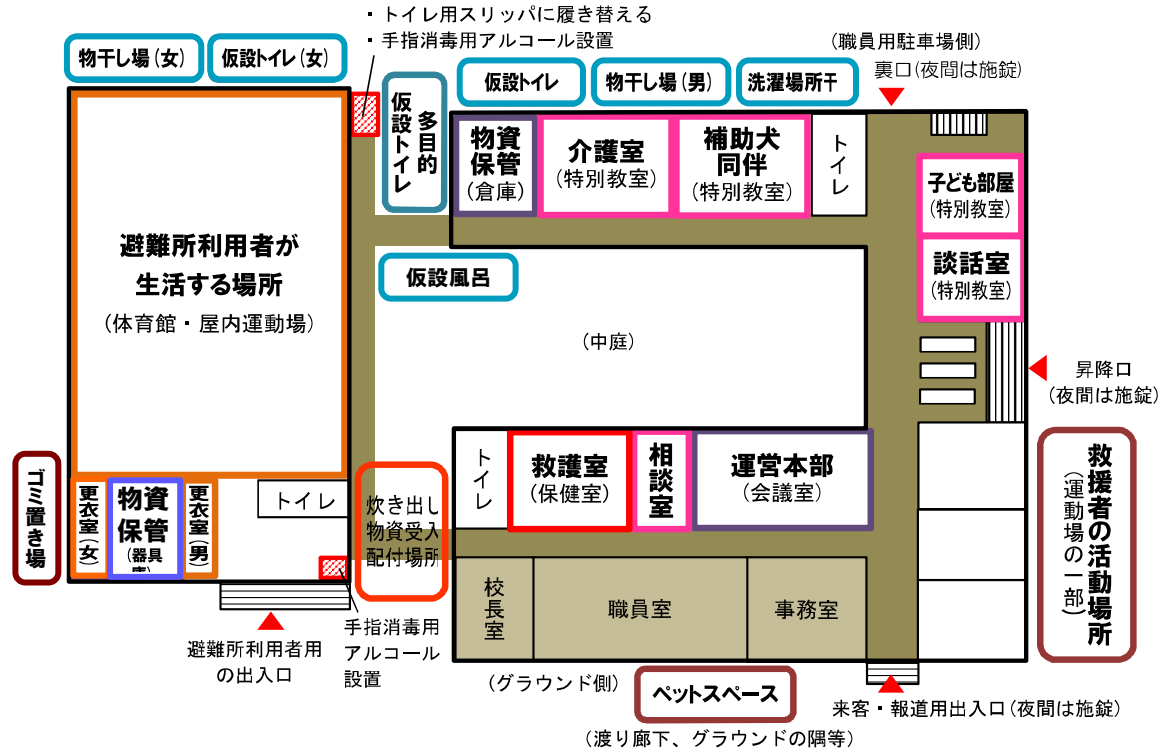 ・トイレ用スリッパに履き替える
・手指消毒用アルコール設置
物干し場(女)
仮設トイレ(女)
多目的
仮設トイレ
仮設トイレ
物干し場(男)
洗濯場所干
(職員用駐車場側)
裏口(夜間は施錠)
物資
保管
(倉庫)
介護室
(特別教室)
補助犬
同伴
(特別教室)
トイレ
子ども部屋
(特別教室)
談話室
(特別教室)
避難所利用者が
生活する場所
(体育館・屋内運動場)
仮設風呂
(中庭)
昇降口
(夜間は施錠)
ゴミ置き場
更衣室(女)
物資
保管
(器具
庫)
更衣室(男)
トイレ
炊き出し
物資受入
配付場所
トイレ
救護室
(保健室)
相談室
運営本部
(会議室)
救援者の活動場所
(運動場の一部)
校長室
職員室
事務室
避難所利用者用
の出入口
手指消毒用
アルコール
設置
(グラウンド側)
ペットスペース
(渡り廊下、グラウンドの隅等)
来客・報道用出入口(夜間は施錠)